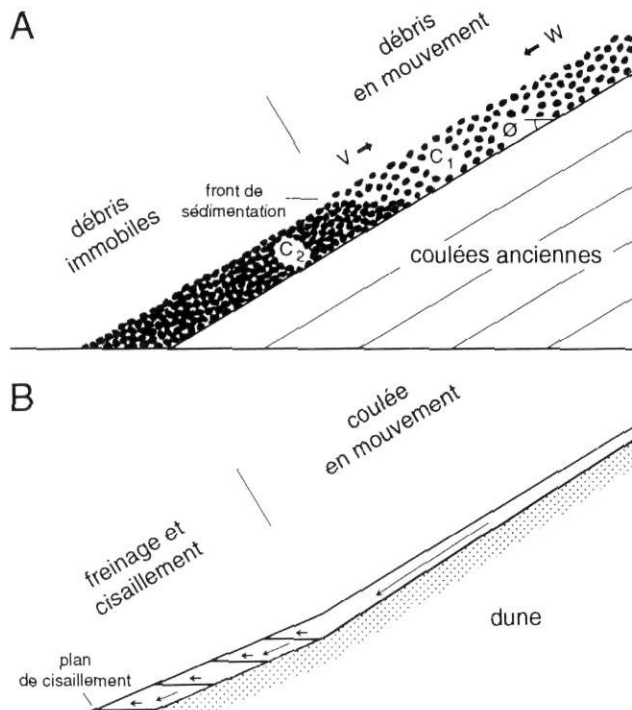 A
débris
en mouvement
W
V
Ø
C1
front de
sédimentation
débris
immobiles
C2
coulées anciennes
B
coulée
en mouvement
freinage et
cisaillement
dune
plan
de cisaillement